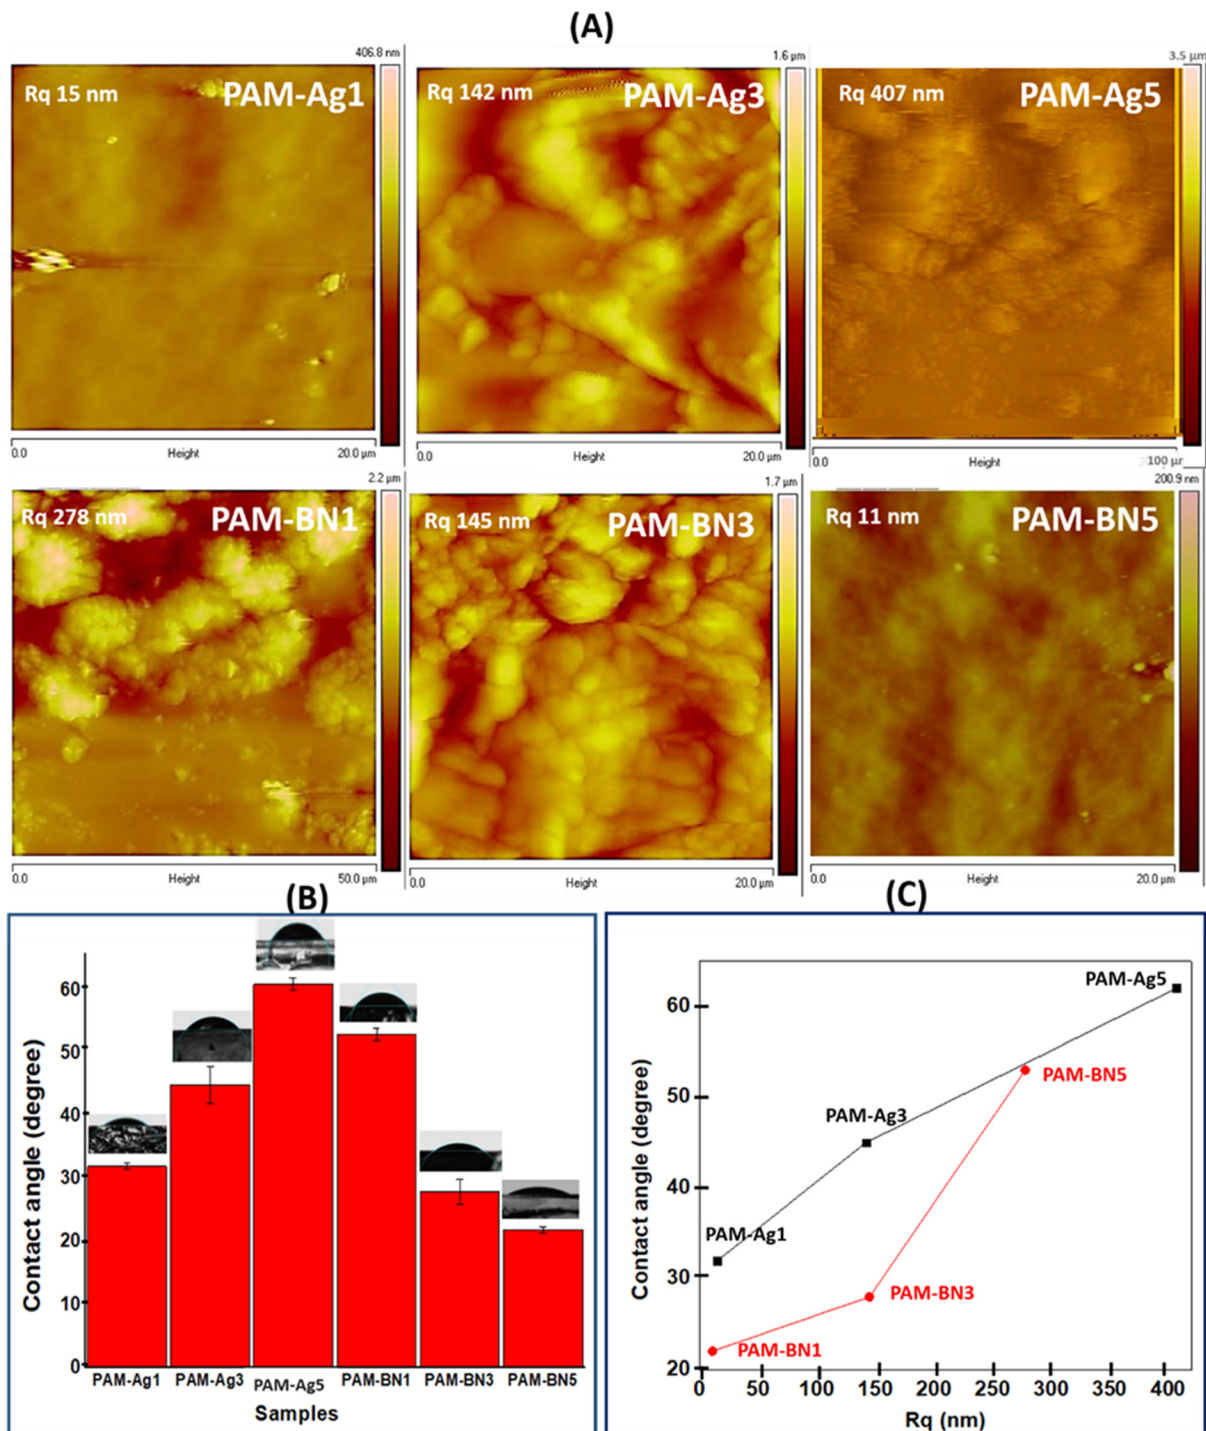 (A)
406.8 nm
Rq 15 nm
PAM-Ag1
0.0
Height
20.0 µm
1.6 µm
Rq 142 nm
PAM-Ag3
0.0
Height
20.0 µm
3.5 µm
Rq 407 nm
PAM-Ag5
0.0
Height
100 µm
2.2 µm
Rq 278 nm
PAM-BN1
0.0
Height
50.0 µm
1.7 µm
Rq 145 nm
PAM-BN3
0.0
Height
20.0 µm
200.9 nm
Rq 11 nm
PAM-BN5
0.0
Height
20.0 µm
(B)
Contact angle (degree)
60
50
40
30
20
10
0
PAM-Ag1
PAM-Ag3
PAM-Ag5
PAM-BN1
PAM-BN3
PAM-BN5
Samples
(C)
Contact angle (degree)
60
50
40
30
20
PAM-Ag5
PAM-BN5
PAM-Ag3
PAM-Ag1
PAM-BN3
PAM-BN1
0
50
100
150
200
250
300
350
400
Rq (nm)